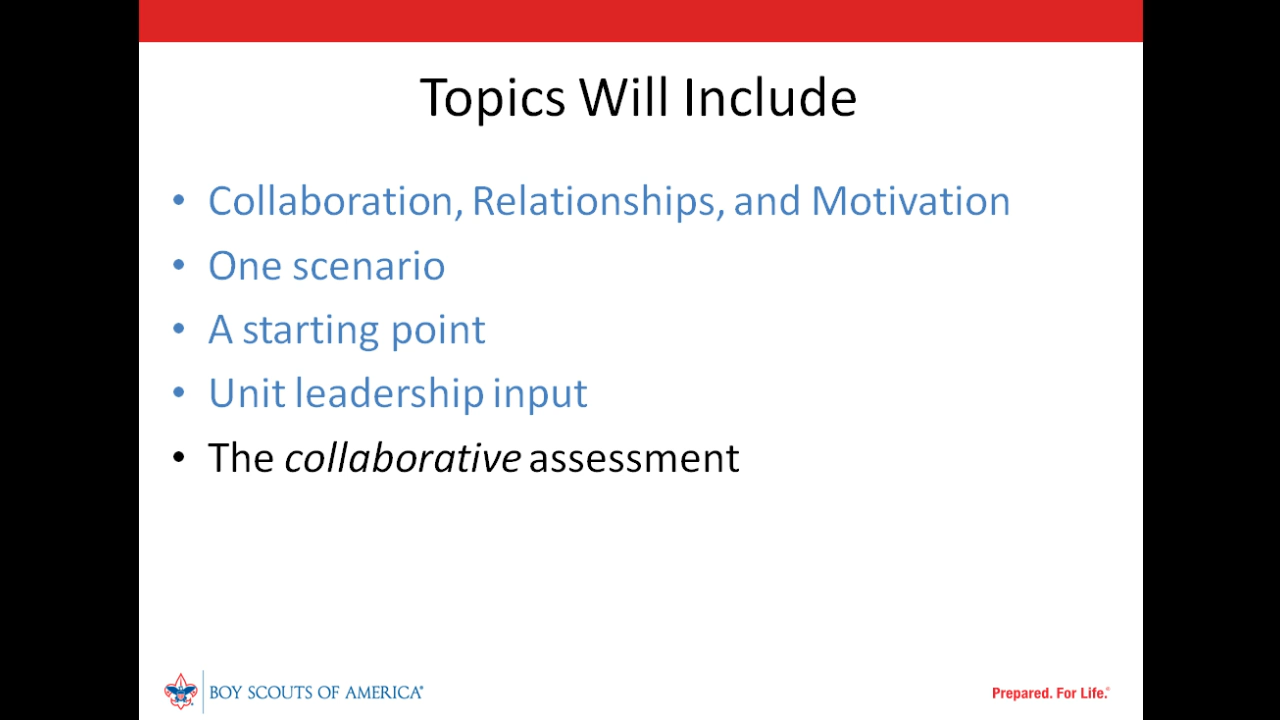 Topics Will Include
• Collaboration, Relationships, and Motivation
• One scenario
• A starting point
• Unit leadership input
• The collaborative assessment
BOY SCOUTS OF AMERICA®
Prepared. For Life.®